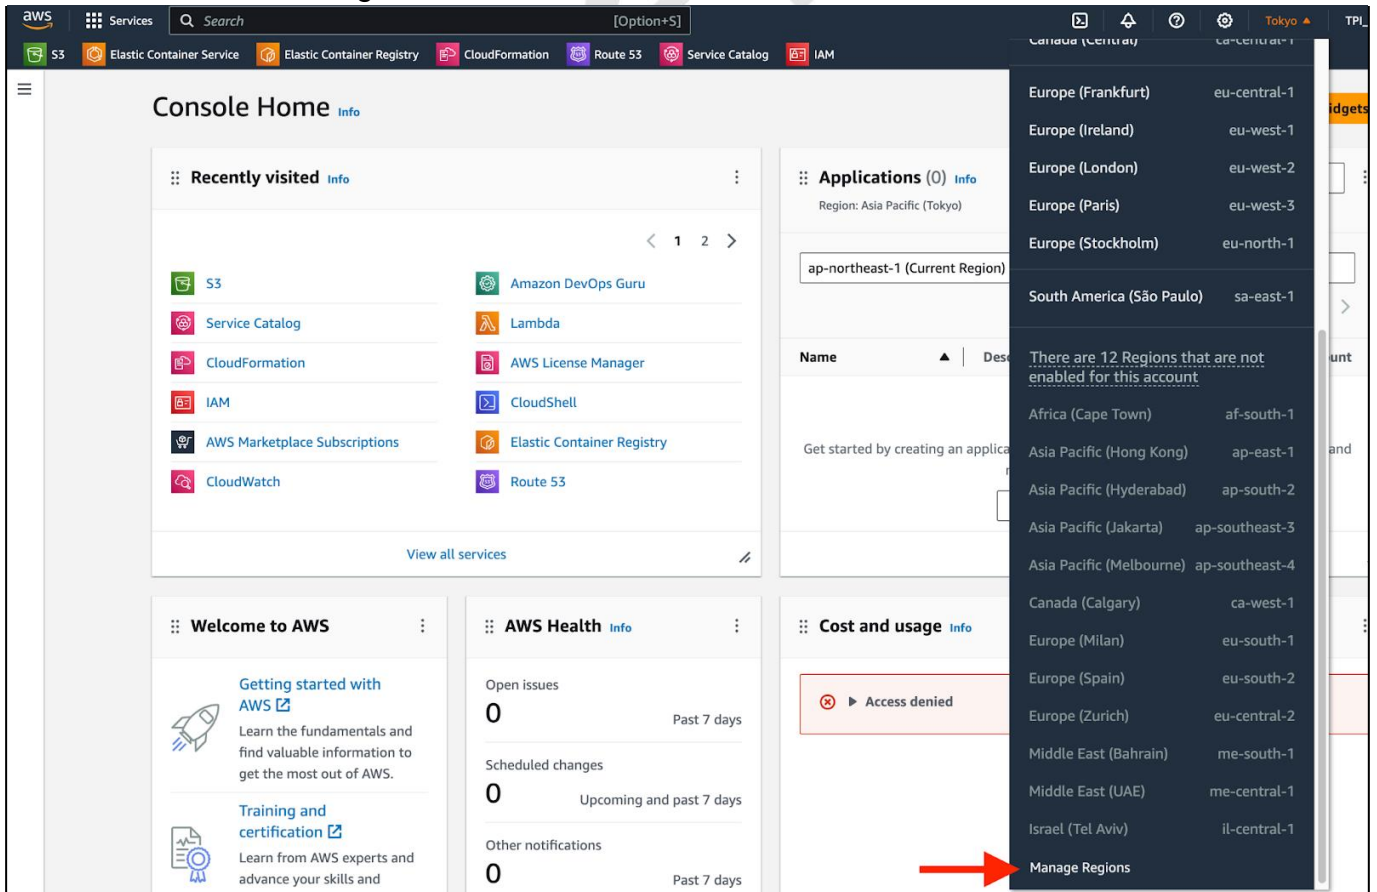 aws
Services
Search
[Option+S]
Tokyo
TPI_
S3
Elastic Container Service
Elastic Container Registry
CloudFormation
Route 53
Service Catalog
IAM
Console Home Info
idgets
Recently visited Info
1 2
S3
Service Catalog
CloudFormation
IAM
AWS Marketplace Subscriptions
CloudWatch
Amazon DevOps Guru
Lambda
AWS License Manager
CloudShell
Elastic Container Registry
Route 53
View all services
Applications (0) Info
Region: Asia Pacific (Tokyo)
ap-northeast-1 (Current Region)
Name
Desc
unt
Get started by creating an applica
and
Welcome to AWS
Getting started with
AWS
Learn the fundamentals and
find valuable information to
get the most out of AWS.
Training and
certification
Learn from AWS experts and
advance your skills and
AWS Health Info
Open issues
0
Past 7 days
Scheduled changes
0
Upcoming and past 7 days
Other notifications
0
Past 7 days
Cost and usage Info
Access denied
Canada (Central) ca-central-1
Europe (Frankfurt) eu-central-1
Europe (Ireland) eu-west-1
Europe (London) eu-west-2
Europe (Paris) eu-west-3
Europe (Stockholm) eu-north-1
South America (São Paulo) sa-east-1
There are 12 Regions that are not
enabled for this account
Africa (Cape Town) af-south-1
Asia Pacific (Hong Kong) ap-east-1
Asia Pacific (Hyderabad) ap-south-2
Asia Pacific (Jakarta) ap-southeast-3
Asia Pacific (Melbourne) ap-southeast-4
Canada (Calgary) ca-west-1
Europe (Milan) eu-south-1
Europe (Spain) eu-south-2
Europe (Zurich) eu-central-2
Middle East (Bahrain) me-south-1
Middle East (UAE) me-central-1
Israel (Tel Aviv) il-central-1
Manage Regions